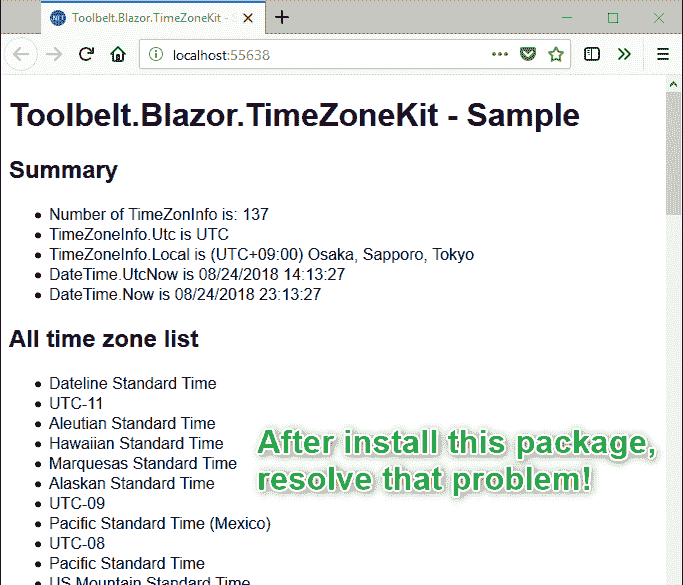 Toolbelt.Blazor.TimeZoneKit - S
localhost:55638
Toolbelt.Blazor.TimeZoneKit - Sample
Summary
Number of TimeZonInfo is: 137
TimeZoneInfo.Utc is UTC
TimeZoneInfo.Local is (UTC+09:00) Osaka, Sapporo, Tokyo
DateTime.UtcNow is 08/24/2018 14:13:27
DateTime.Now is 08/24/2018 23:13:27
All time zone list
Dateline Standard Time
UTC-11
Aleutian Standard Time
Hawaiian Standard Time
Marquesas Standard Time
Alaskan Standard Time
UTC-09
Pacific Standard Time (Mexico)
UTC-08
Pacific Standard Time
US Mountain Standard Time
After install this package,
resolve that problem!